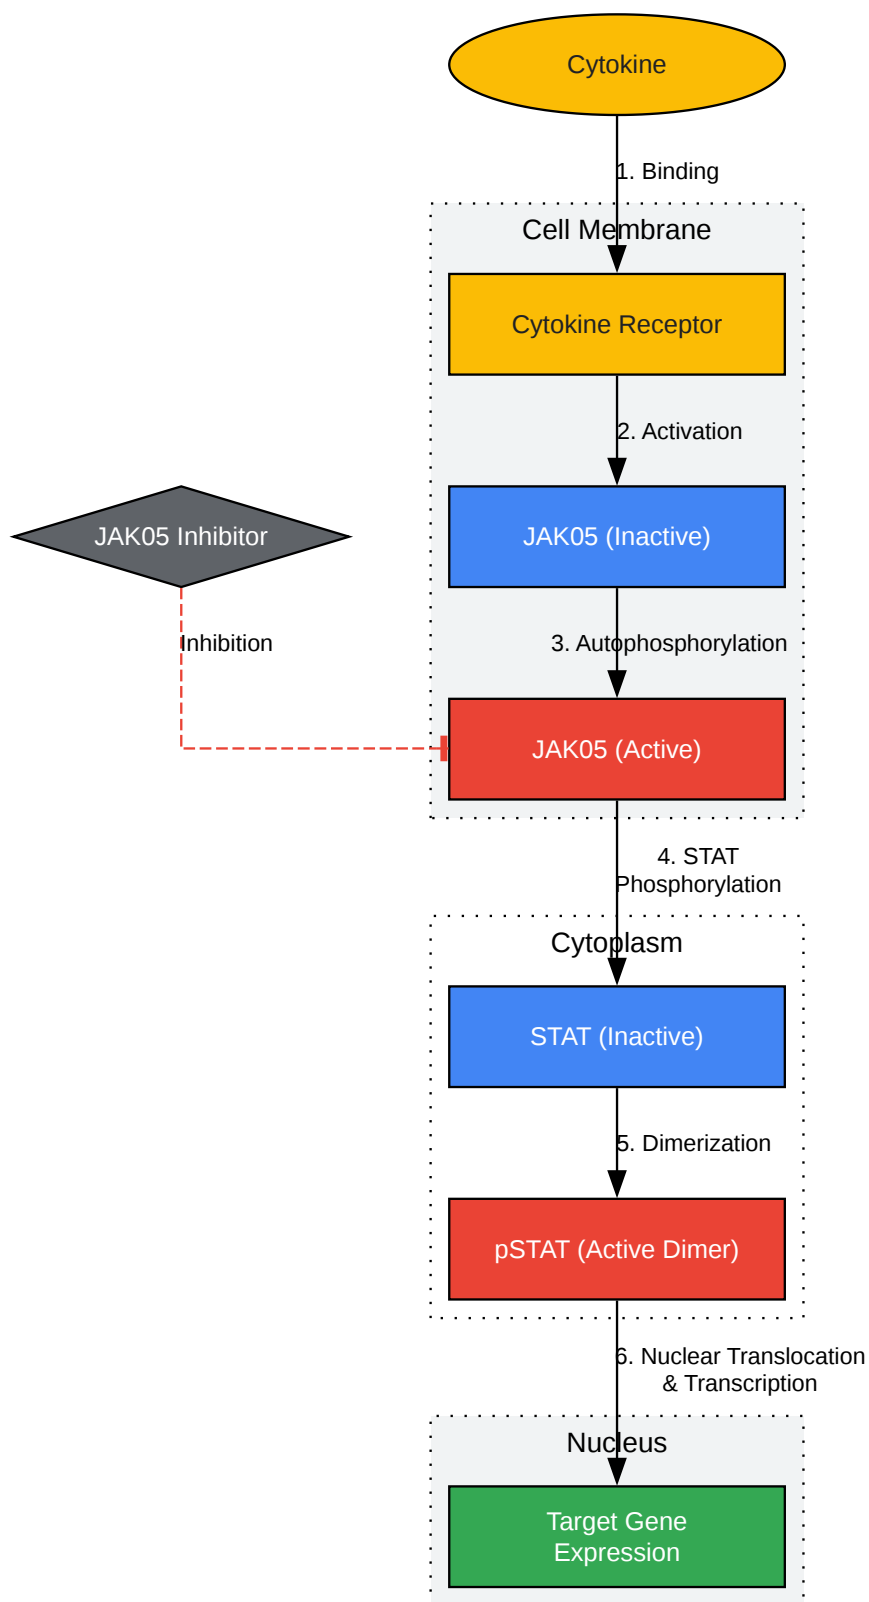 Cytokine
1. Binding
Cell Membrane
Cytokine Receptor
2. Activation
JAK05 Inhibitor
JAK05 (Inactive)
Inhibition
3. Autophosphorylation
JAK05 (Active)
4. STAT
Phosphorylation
Cytoplasm
STAT (Inactive)
5. Dimerization
pSTAT (Active Dimer)
6. Nuclear Translocation
& Transcription
Nucleus
Target Gene
Expression